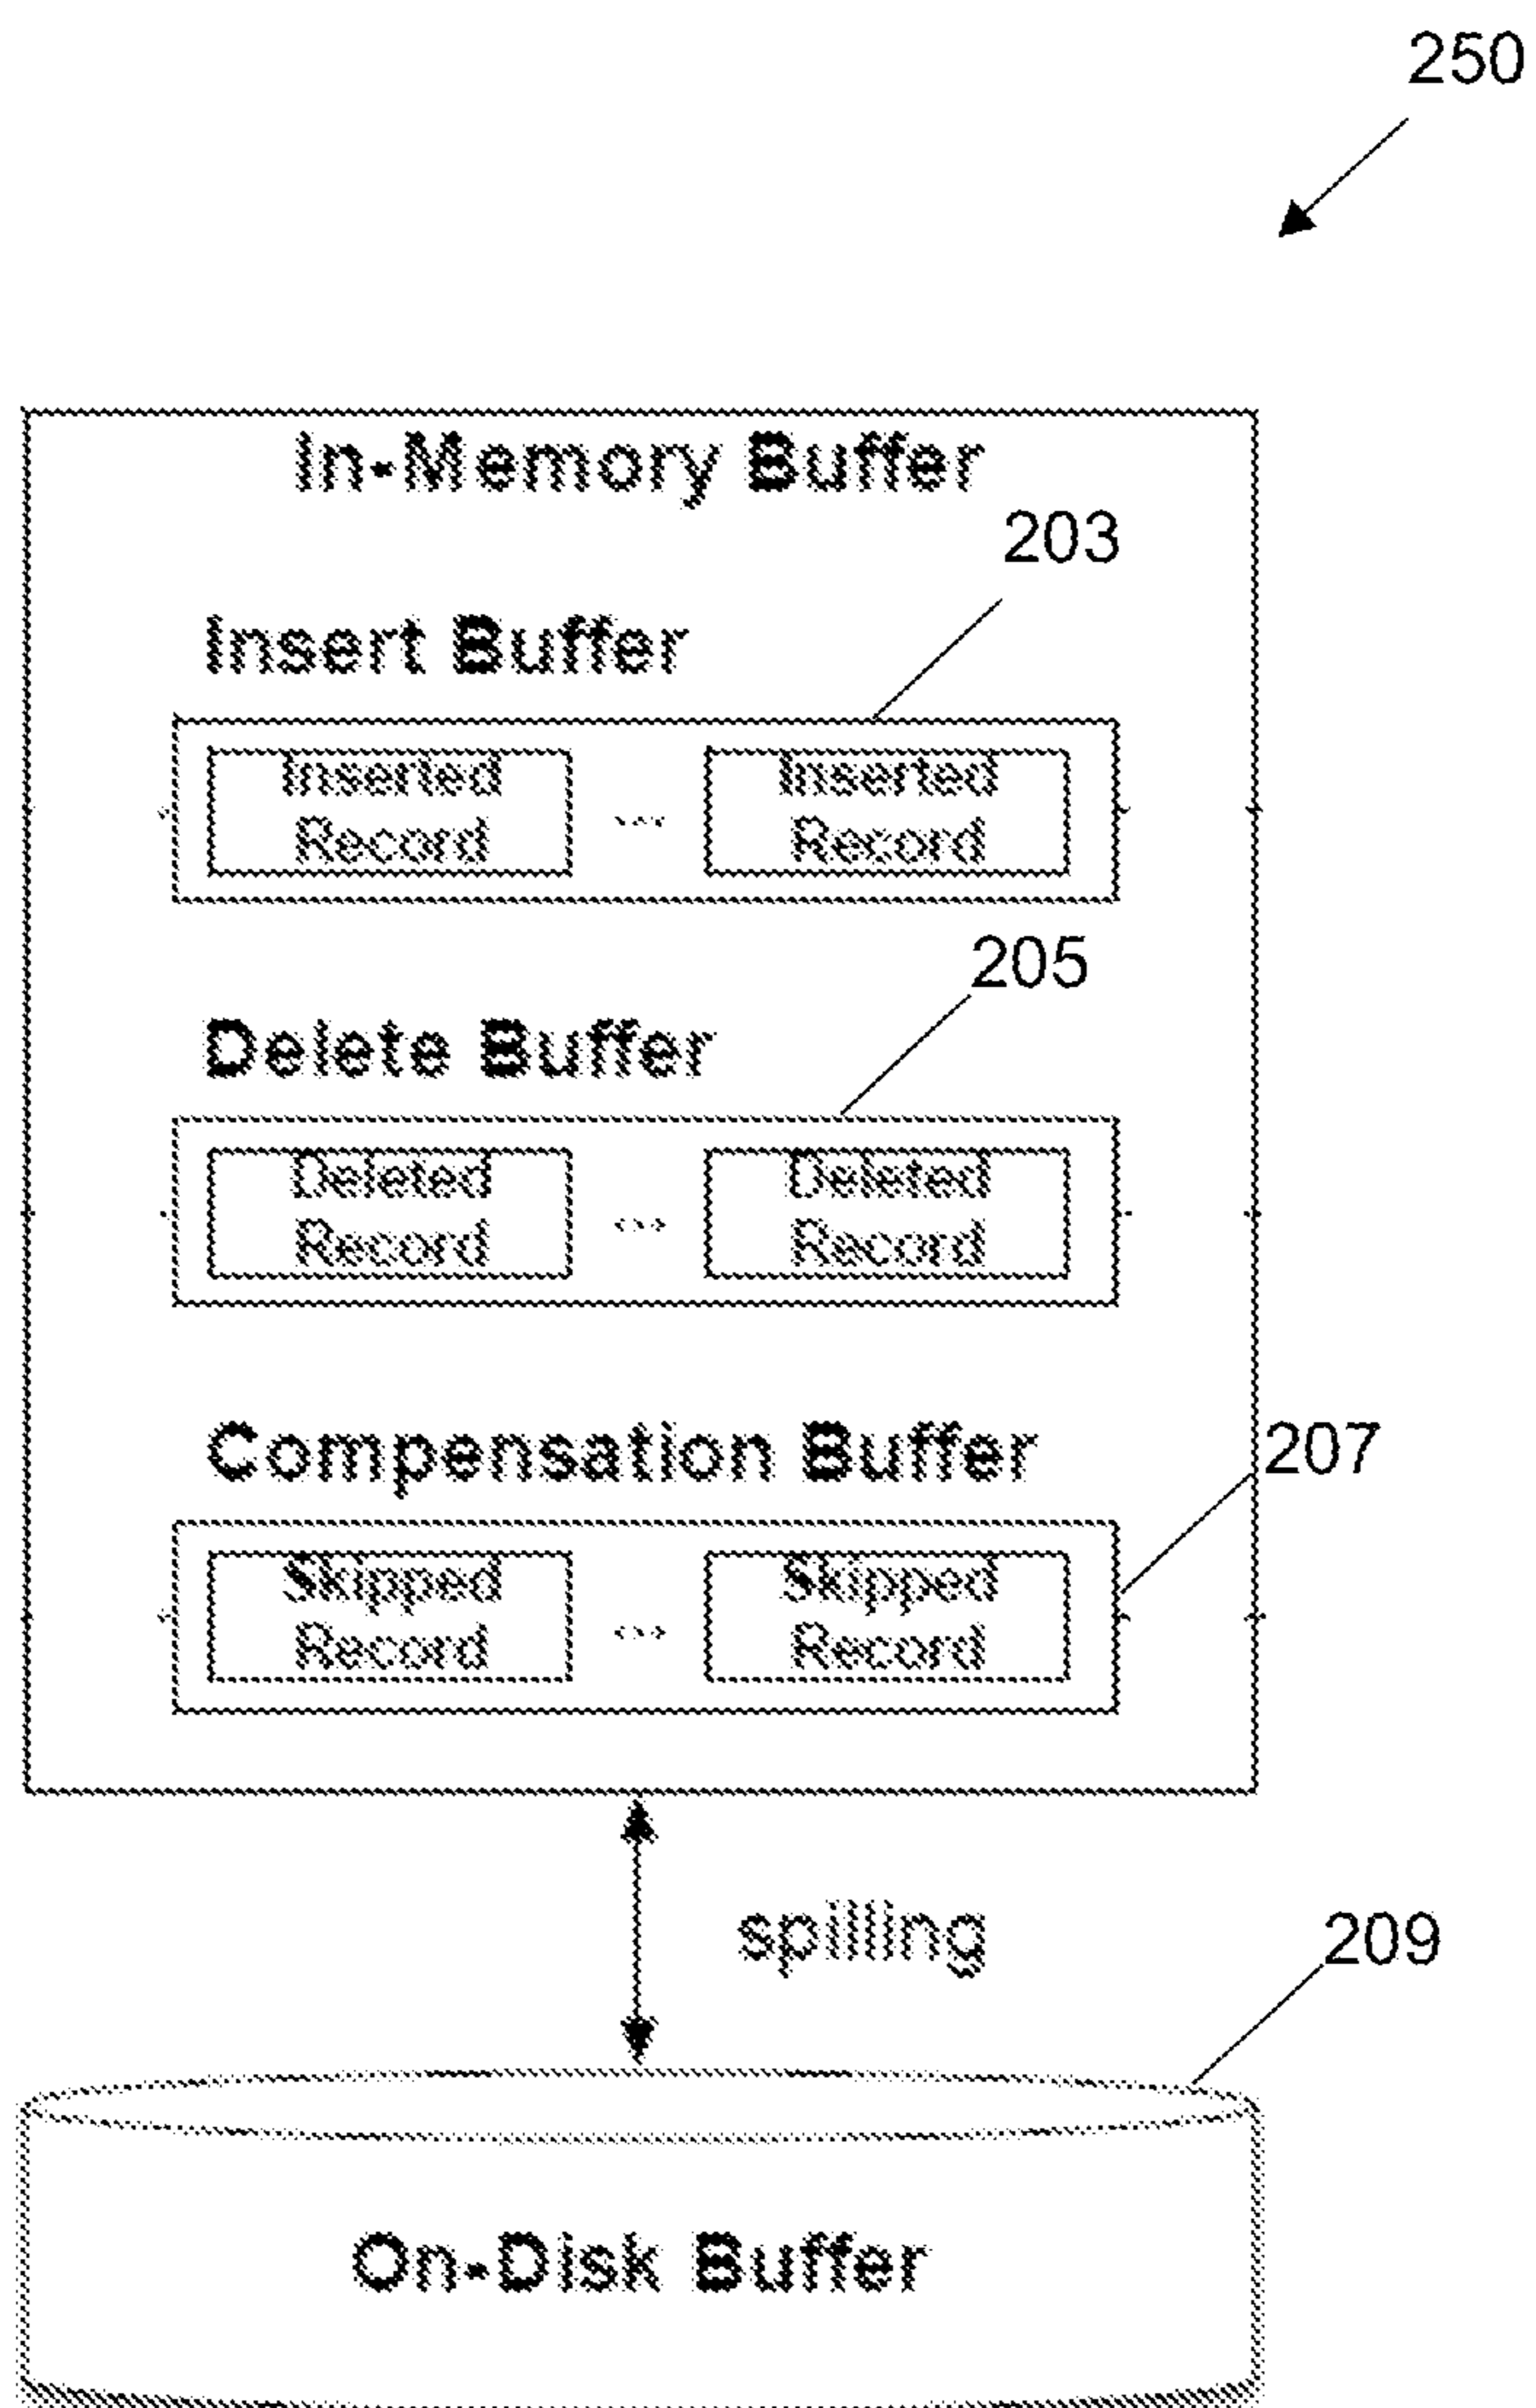 250
In-Memory Buffer
203
Insert Buffer
Inserted
Record
...
Inserted
Record
205
Delete Buffer
Deleted
Record
...
Deleted
Record
Compensation Buffer
207
Skipped
Record
...
Skipped
Record
spilling
209
On-Disk Buffer